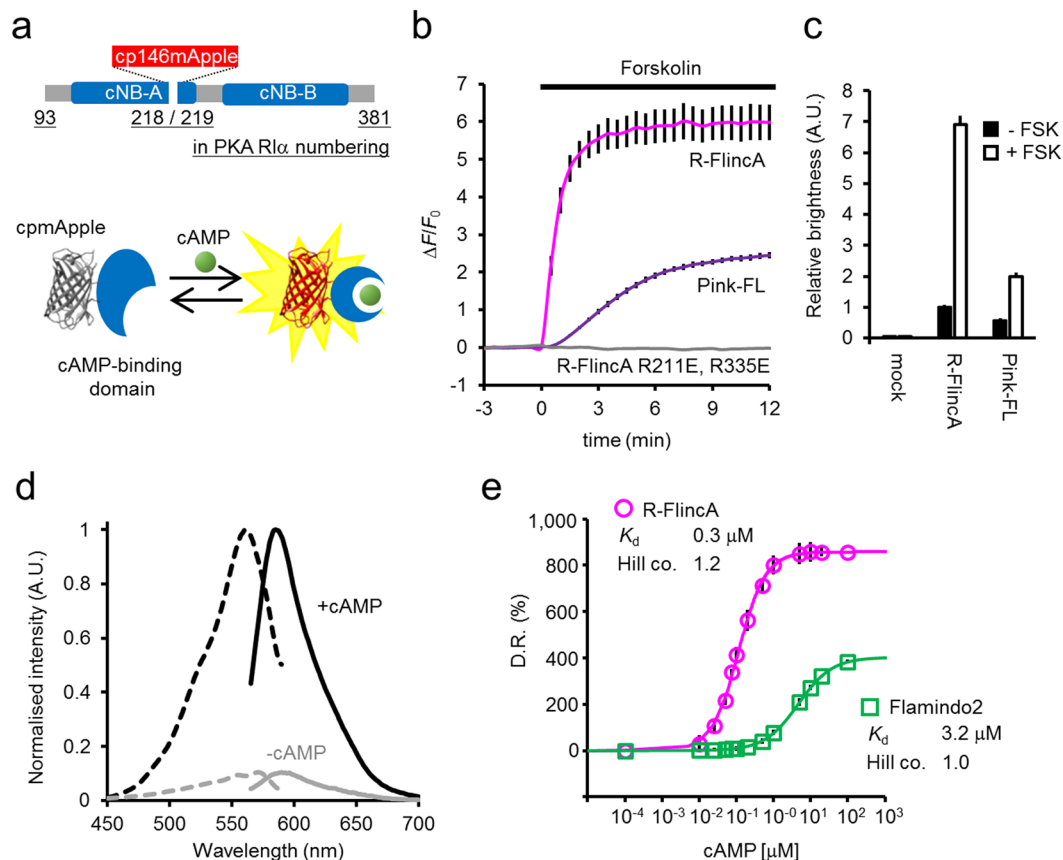 a
cp146mApple
cNB-A
cNB-B
93
218 / 219
381
in PKA RIα numbering
cpmApple
cAMP
cAMP-binding
domain
b
Forskolin
7
6
5
4
3
2
1
0
-1
ΔF/F0
R-FlincA
Pink-FL
R-FlincA R211E, R335E
-3 0 3 6 9 12
time (min)
c
8
7
6
5
4
3
2
1
0
Relative brightness (A.U.)
- FSK
+ FSK
mock
R-FlincA
Pink-FL
d
1
0.8
0.6
0.4
0.2
0
Normalised intensity (A.U.)
+cAMP
-cAMP
450 500 550 600 650 700
Wavelength (nm)
e
R-FlincA
Kd 0.3 μM
Hill co. 1.2
1,000
800
600
400
200
0
D.R. (%)
Flamindo2
Kd 3.2 μM
Hill co. 1.0
10-4 10-2 10-1 10-0 101 102 103
cAMP [μM]